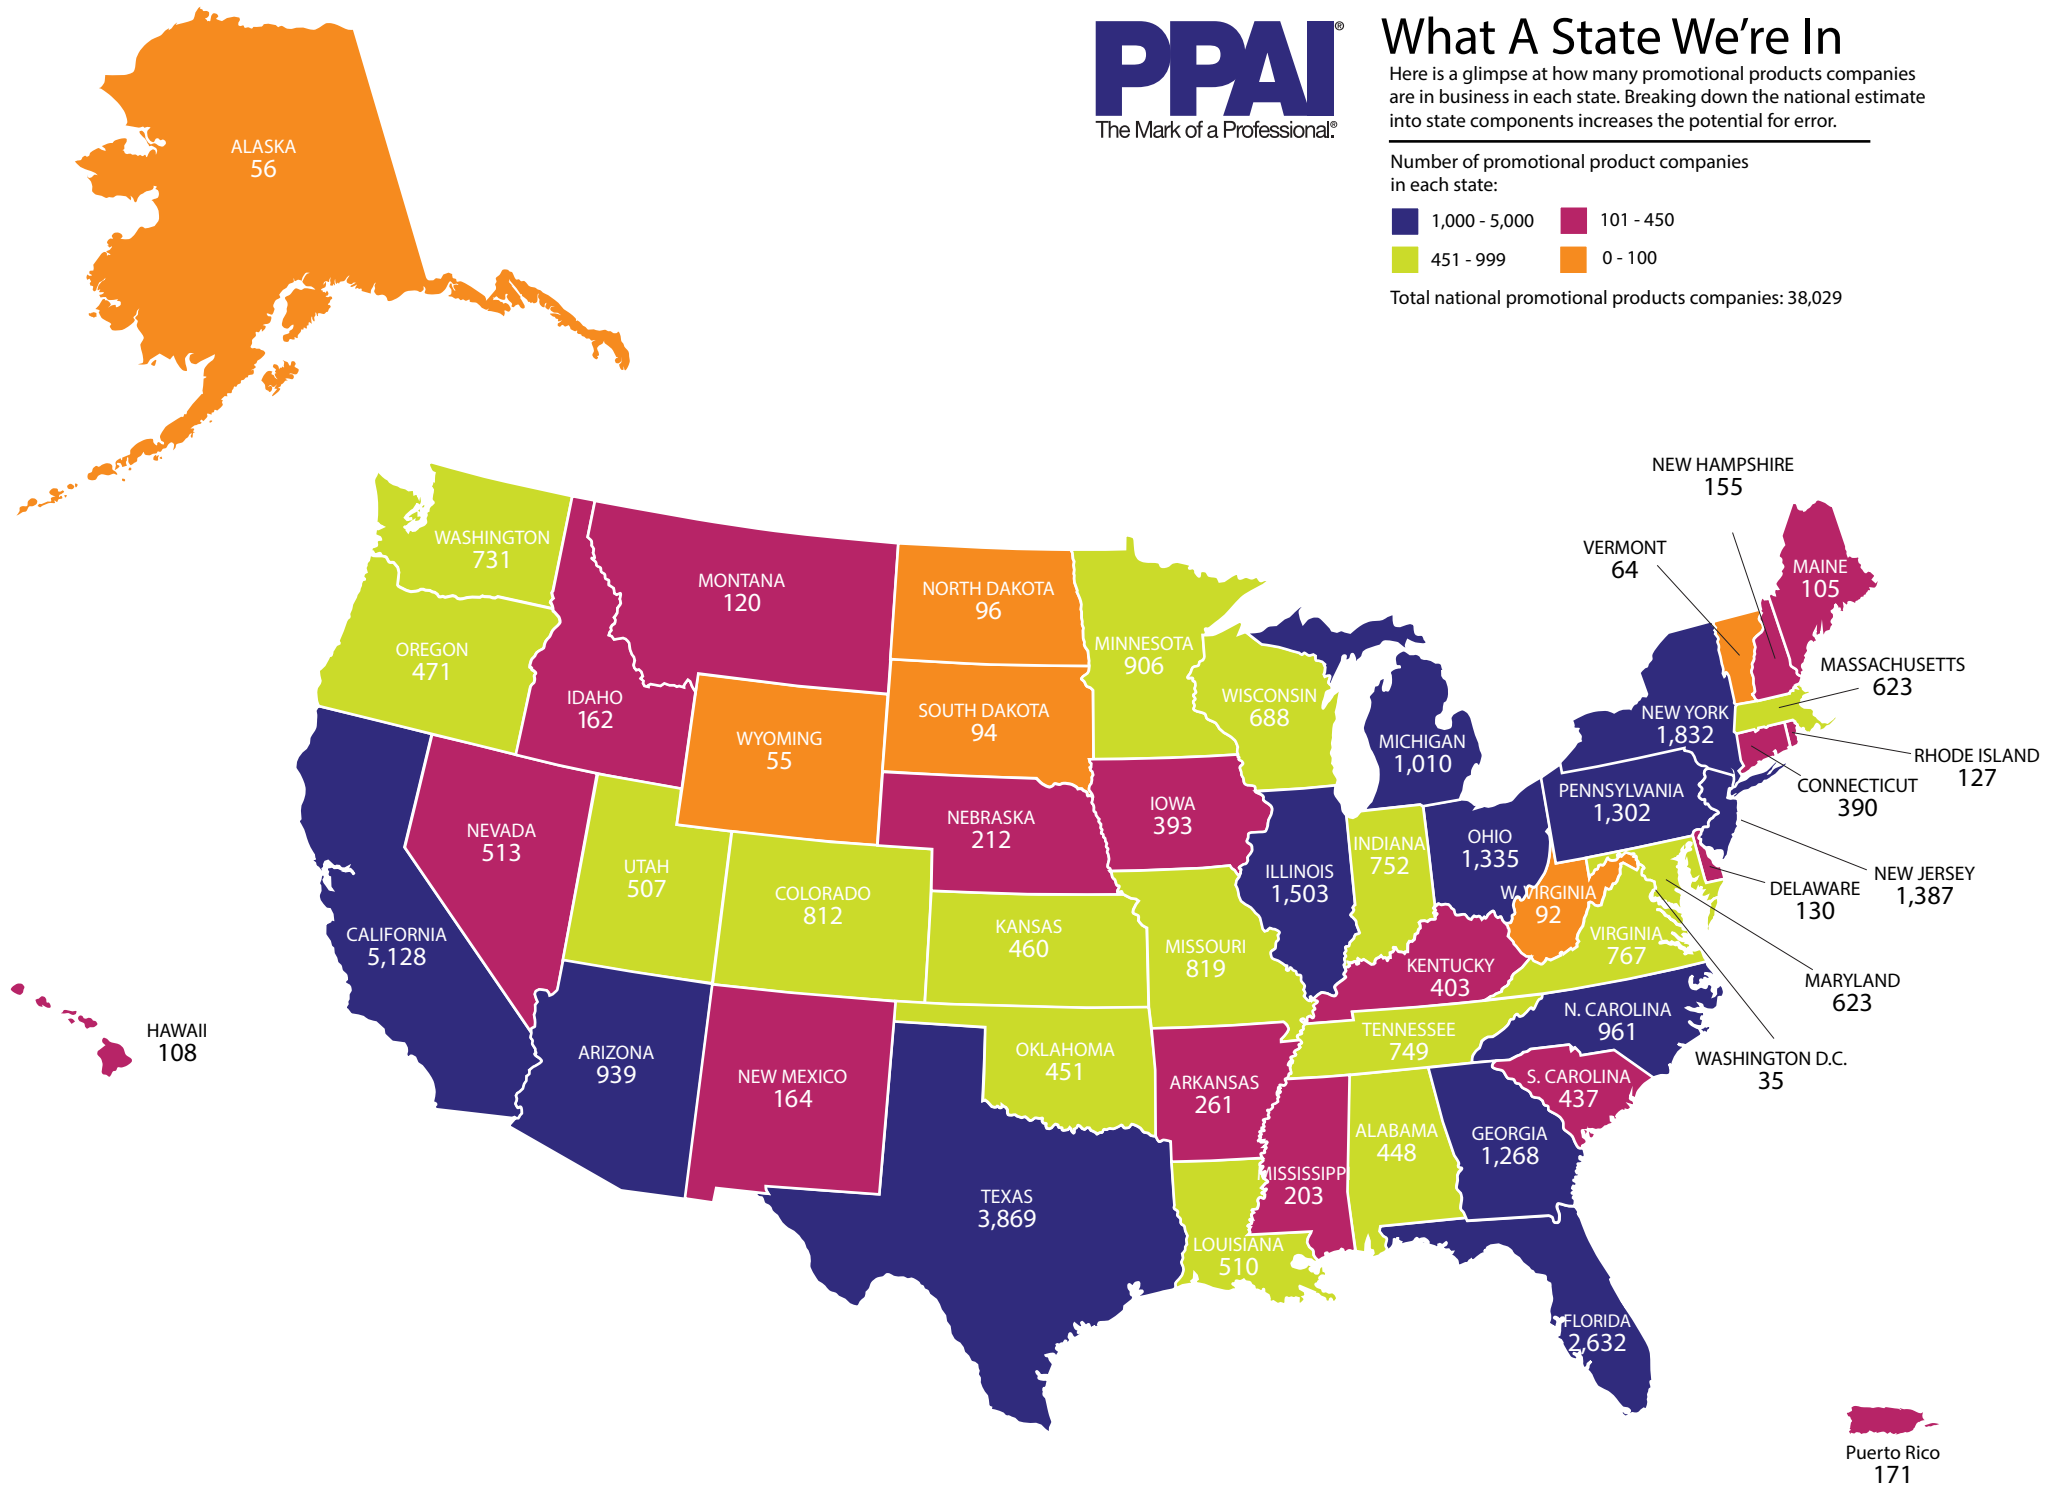 PPAI®
The Mark of a Professional.®
What A State We're In
Here is a glimpse at how many promotional products companies
are in business in each state. Breaking down the national estimate
into state components increases the potential for error.
Number of promotional product companies
in each state:
1,000 - 5,000
101 - 450
451 - 999
0 - 100
Total national promotional products companies: 38,029
ALASKA
56
NEW HAMPSHIRE
155
WASHINGTON
731
VERMONT
64
MAINE
105
MONTANA
120
NORTH DAKOTA
96
MINNESOTA
906
OREGON
471
MASSACHUSETTS
623
IDAHO
162
WISCONSIN
688
SOUTH DAKOTA
94
NEW YORK
1,832
WYOMING
55
MICHIGAN
1,010
RHODE ISLAND
127
CONNECTICUT
390
PENNSYLVANIA
1,302
IOWA
393
NEBRASKA
212
NEVADA
513
OHIO
1,335
INDIANA
752
UTAH
507
ILLINOIS
1,503
NEW JERSEY
1,387
DELAWARE
130
COLORADO
812
W. VIRGINIA
92
KANSAS
460
CALIFORNIA
5,128
VIRGINIA
767
MISSOURI
819
KENTUCKY
403
MARYLAND
623
N. CAROLINA
961
HAWAII
108
TENNESSEE
749
ARIZONA
939
OKLAHOMA
451
WASHINGTON D.C.
35
NEW MEXICO
164
S. CAROLINA
437
ARKANSAS
261
ALABAMA
448
GEORGIA
1,268
MISSISSIPPI
203
TEXAS
3,869
LOUISIANA
510
FLORIDA
2,632
Puerto Rico
171